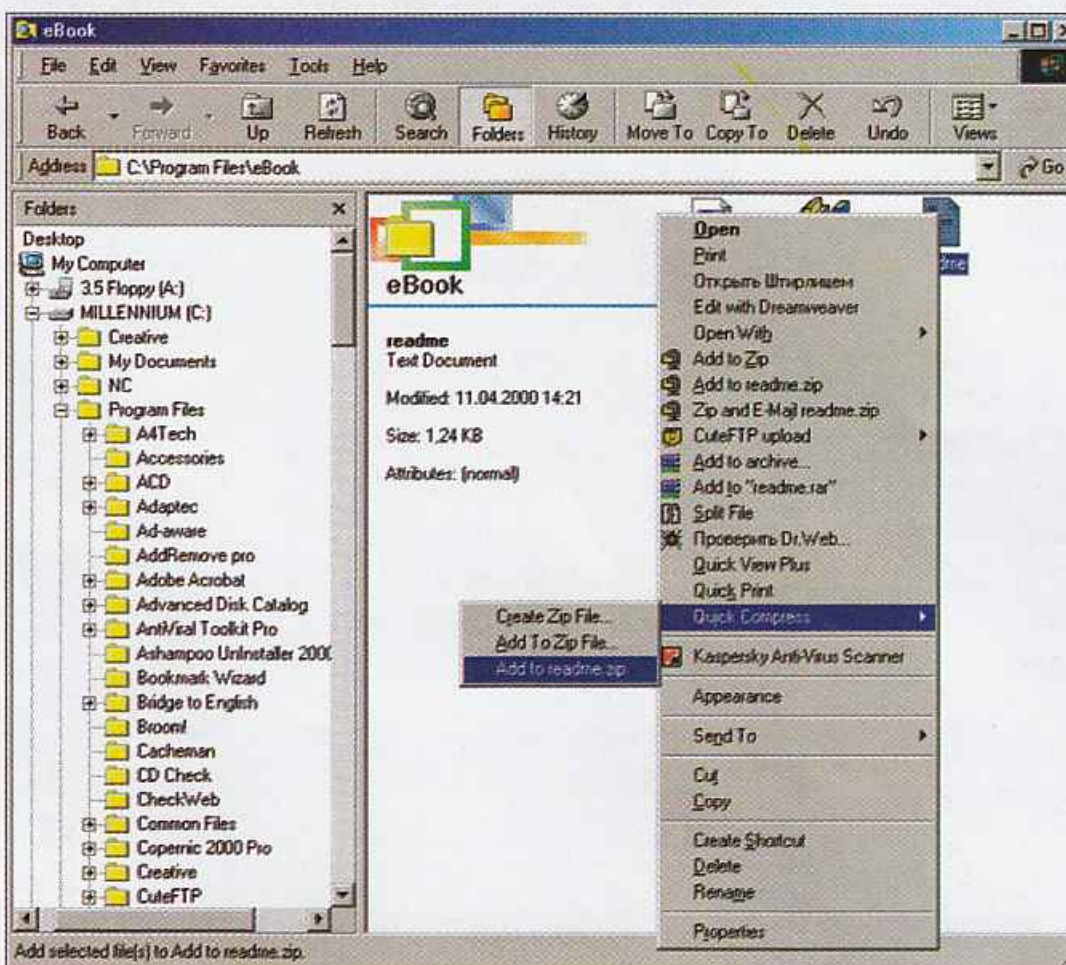 eBook
File Edit View Favorites Tools Help
Back Forward Up Refresh Search Folders History Move To Copy To Delete Undo Views
Address C:\Program Files\eBook Go
Folders
Desktop
My Computer
3.5 Floppy (A:)
MILLENNIUM (C:)
Creative
My Documents
NC
Program Files
A4Tech
Accessories
ACD
Adaptec
Ad-aware
AddRemove pro
Adobe Acrobat
Advanced Disk Catalog
AntiViral Toolkit Pro
Ashampoo UnInstaller 2000
Bookmark Wizard
Bridge to English
Broom!
Cacheman
CD Check
CheckWeb
Common Files
Copernic 2000 Pro
Creative
CuteFTP
eBook
readme
Text Document
Modified: 11.04.2000 14:21
Size: 1,24 KB
Attributes: (normal)
Open
Print
Открыть Штирлицем
Edit with Dreamweaver
Open With
Add to Zip
Add to readme.zip
Zip and E-Mail readme.zip
CuteFTP upload
Add to archive...
Add to "readme.rar"
Split File
Проверить Dr.Web...
Quick View Plus
Quick Print
Quick Compress
Kaspersky Anti-Virus Scanner
Appearance
Send To
Cut
Copy
Create Shortcut
Delete
Rename
Properties
Create Zip File...
Add To Zip File...
Add to readme.zip
Add selected file(s) to Add to readme.zip.